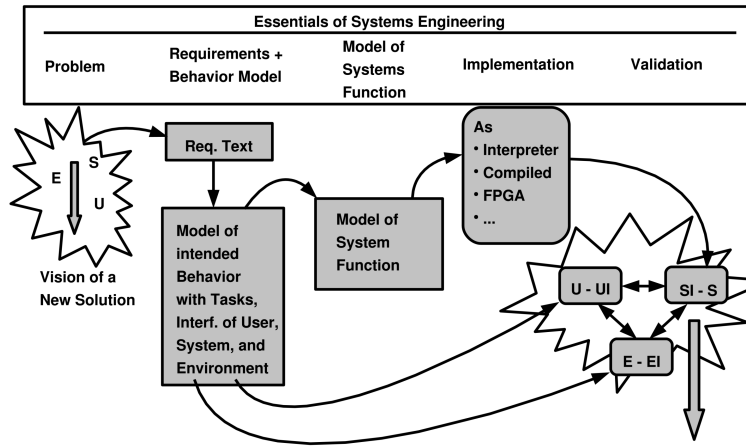 Essentials of Systems Engineering
Problem
Requirements +
Behavior Model
Model of
Systems
Function
Implementation
Validation
E
S
U
Vision of a
New Solution
Req. Text
Model of
intended
Behavior
with Tasks,
Interf. of User,
System, and
Environment
Model of
System
Function
As
• Interpreter
• Compiled
• FPGA
• ...
U - UI
SI - S
E - EI